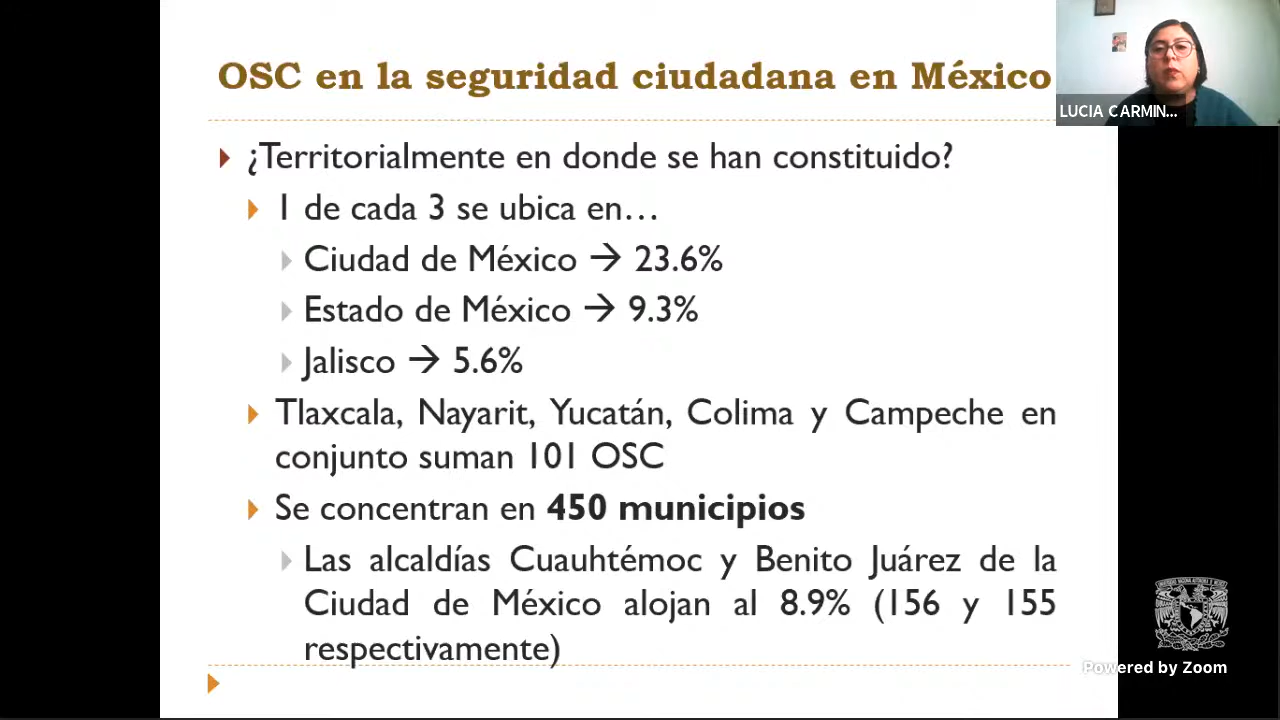 OSC en la seguridad ciudadana en México
LUCIA CARMIN...
¿Territorialmente en donde se han constituido?
1 de cada 3 se ubica en...
Ciudad de México → 23.6%
Estado de México → 9.3%
Jalisco → 5.6%
Tlaxcala, Nayarit, Yucatán, Colima y Campeche en
conjunto suman 101 OSC
Se concentran en 450 municipios
Las alcaldías Cuauhtémoc y Benito Juárez de la
Ciudad de México alojan al 8.9% (156 y 155
respectivamente)
Powered by Zoom